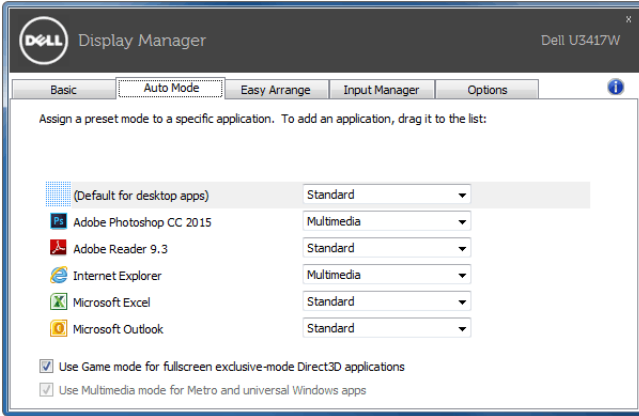 DELL Display Manager
x
Dell U3417W
Basic Auto Mode Easy Arrange Input Manager Options
i
Assign a preset mode to a specific application. To add an application, drag it to the list:
(Default for desktop apps) Standard
Ps Adobe Photoshop CC 2015 Multimedia
Adobe Reader 9.3 Standard
Internet Explorer Multimedia
Microsoft Excel Standard
Microsoft Outlook Standard
Use Game mode for fullscreen exclusive-mode Direct3D applications
Use Multimedia mode for Metro and universal Windows apps